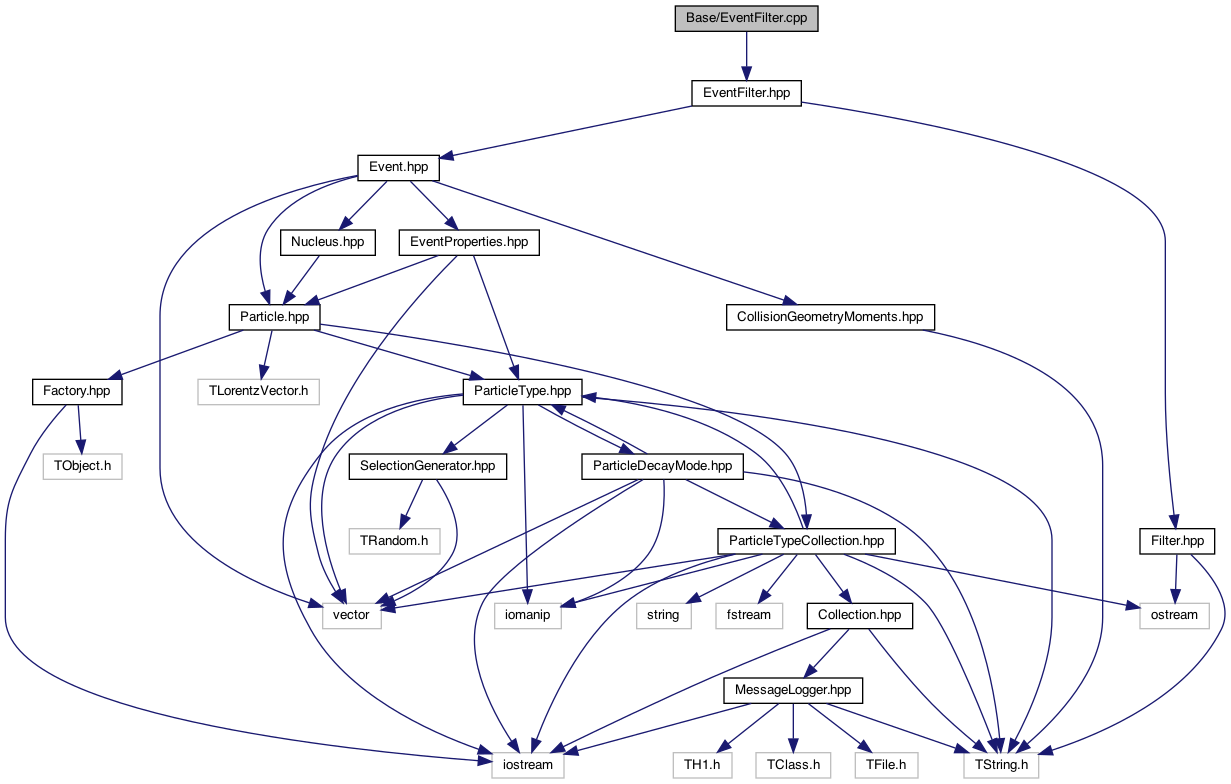 Base/EventFilter.cpp
EventFilter.hpp
Event.hpp
Nucleus.hpp
EventProperties.hpp
Particle.hpp
CollisionGeometryMoments.hpp
Factory.hpp
TLorentzVector.h
ParticleType.hpp
TObject.h
SelectionGenerator.hpp
ParticleDecayMode.hpp
TRandom.h
ParticleTypeCollection.hpp
Filter.hpp
vector
iomanip
string
fstream
Collection.hpp
ostream
MessageLogger.hpp
iostream
TH1.h
TClass.h
TFile.h
TString.h